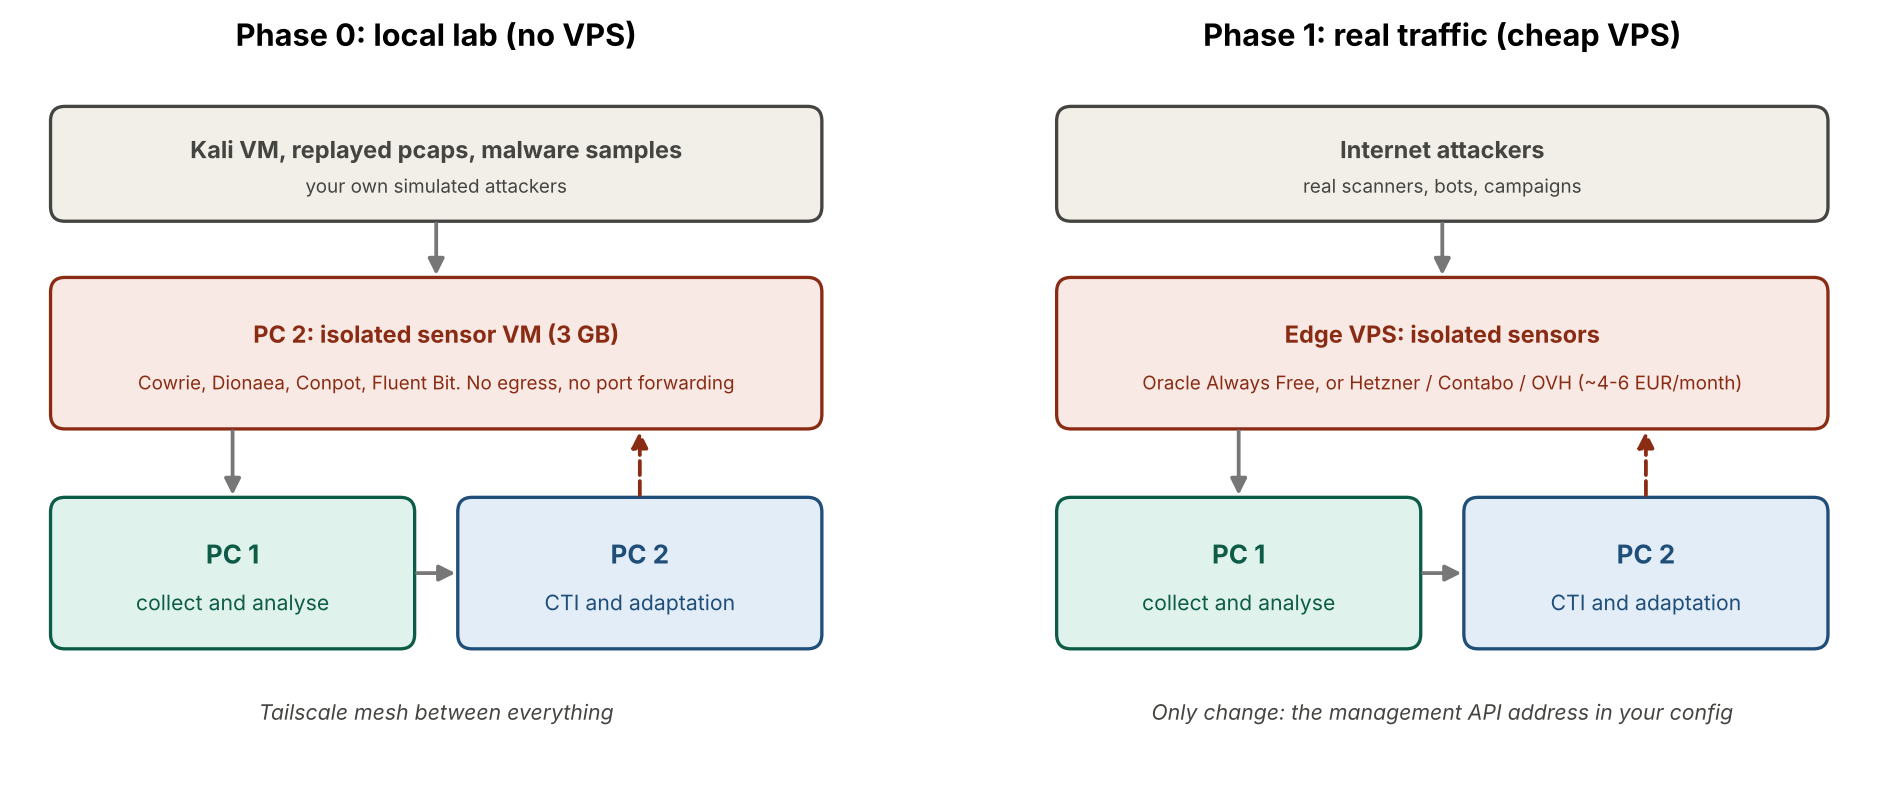 Phase 0: local lab (no VPS)
Kali VM, replayed pcaps, malware samples
your own simulated attackers
PC 2: isolated sensor VM (3 GB)
Cowrie, Dionaea, Conpot, Fluent Bit. No egress, no port forwarding
PC 1
collect and analyse
PC 2
CTI and adaptation
Tailscale mesh between everything
Phase 1: real traffic (cheap VPS)
Internet attackers
real scanners, bots, campaigns
Edge VPS: isolated sensors
Oracle Always Free, or Hetzner / Contabo / OVH (~4-6 EUR/month)
PC 1
collect and analyse
PC 2
CTI and adaptation
Only change: the management API address in your config